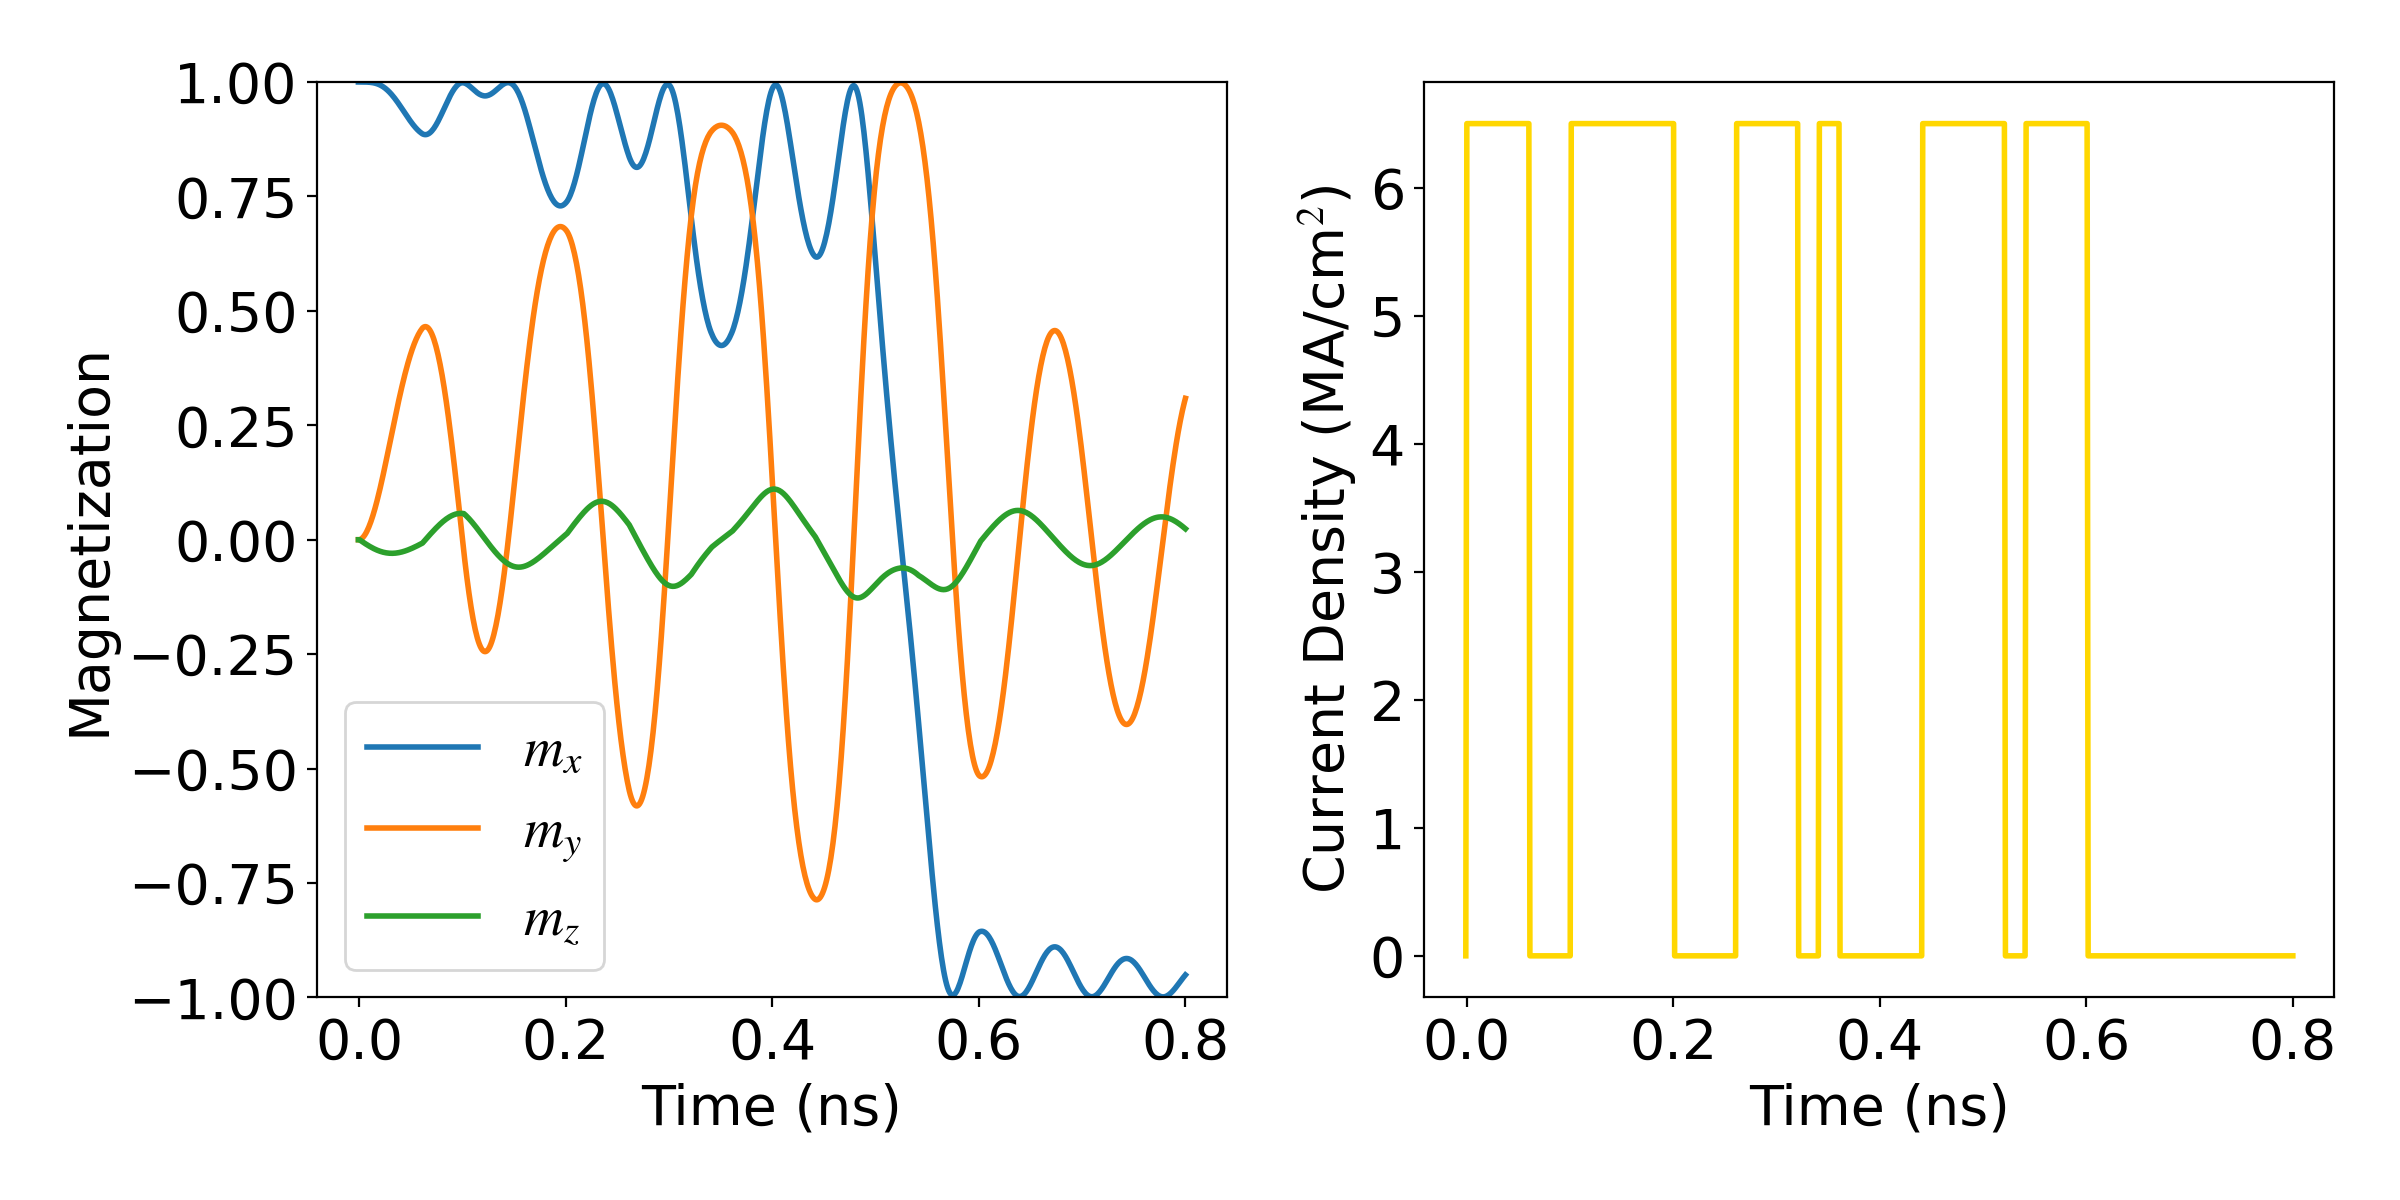 1.00
0.75
0.50
0.25
0.00
−0.25
−0.50
−0.75
−1.00
Magnetization
m_x
m_y
m_z
0.0 0.2 0.4 0.6 0.8
Time (ns)
6
5
4
3
2
1
0
Current Density (MA/cm²)
0.0 0.2 0.4 0.6 0.8
Time (ns)